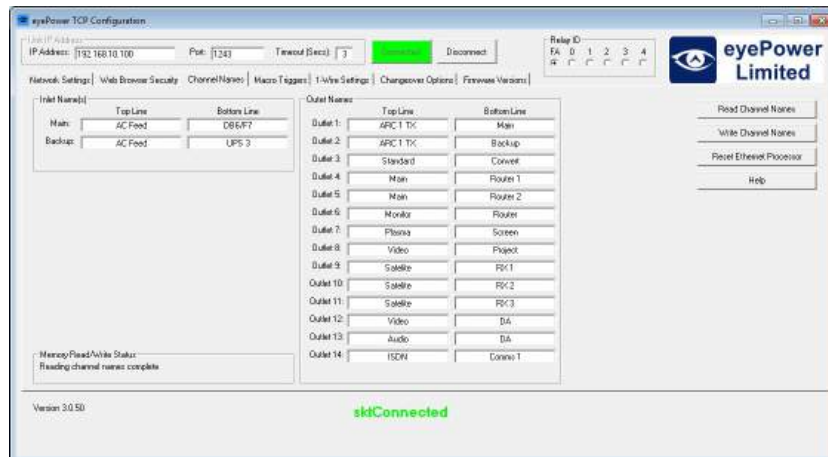 eyePower TCP Configuration
Unit IP Address
IP Address: 192.168.10.100 Port: 1243 Timeout (Secs): 3 Connected Disconnect
Relay ID
FA 0 1 2 3 4
eyePower
Limited
Network Settings Web Browser Security Channel Names Macro Triggers 1-Wire Settings Changeover Options Firmware Versions
Inlet Name(s)
Top Line Bottom Line
Main: AC Feed DB6/F7
Backup: AC Feed UPS 3
Outlet Names
Top Line Bottom Line
Outlet 1: ARC 1 TX Main
Outlet 2: ARC 1 TX Backup
Outlet 3: Standard Convert
Outlet 4: Main Router 1
Outlet 5: Main Router 2
Outlet 6: Monitor Router
Outlet 7: Plasma Screen
Outlet 8: Video Project
Outlet 9: Satelite RX 1
Outlet 10: Satelite RX 2
Outlet 11: Satelite RX 3
Outlet 12: Video DA
Outlet 13: Audio DA
Outlet 14: ISDN Comms 1
Read Channel Names
Write Channel Names
Reset Ethernet Processor
Help
Memory Read/Write Status
Reading channel names complete
Version 3.0.50
sktConnected